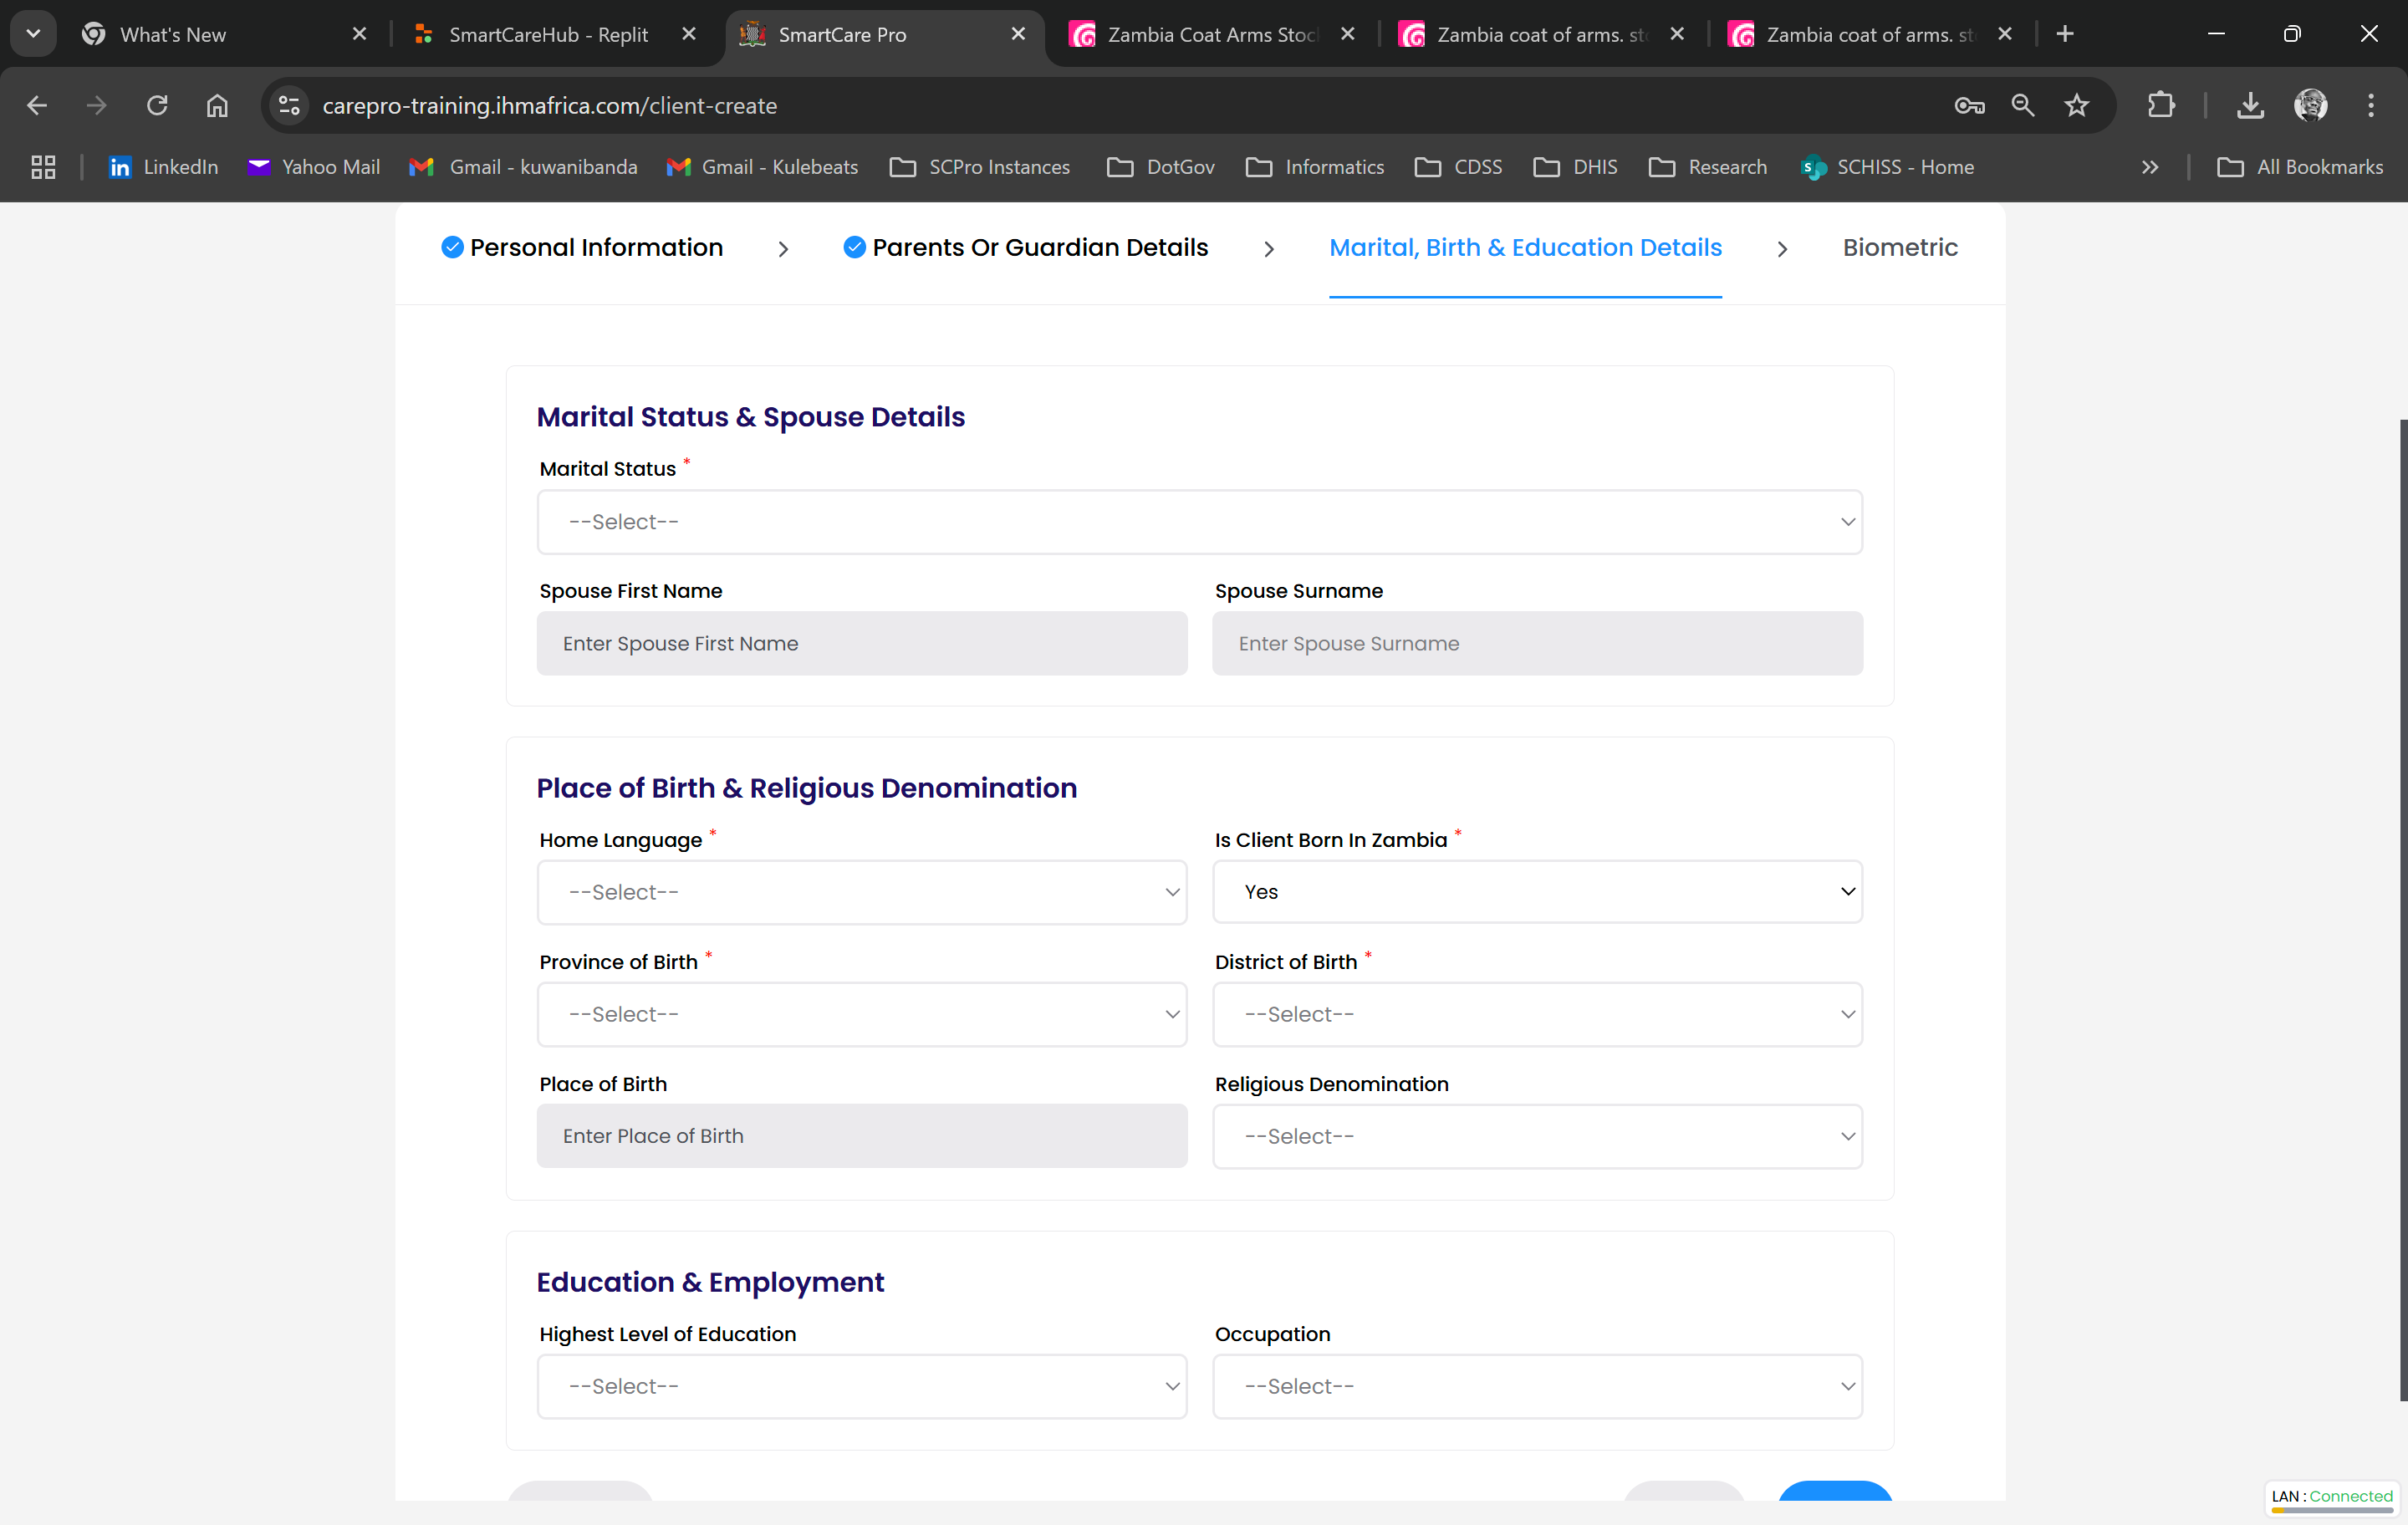 What's New
SmartCareHub - Replit
SmartCare Pro
Zambia Coat Arms Stoc
Zambia coat of arms. st
Zambia coat of arms. st
carepro-training.ihmafrica.com/client-create
LinkedIn
Yahoo Mail
Gmail - kuwanibanda
Gmail - Kulebeats
SCPro Instances
DotGov
Informatics
CDSS
DHIS
Research
SCHISS - Home
All Bookmarks
Personal Information
Parents Or Guardian Details
Marital, Birth & Education Details
Biometric
Marital Status & Spouse Details
Marital Status *
--Select--
Spouse First Name
Spouse Surname
Enter Spouse First Name
Enter Spouse Surname
Place of Birth & Religious Denomination
Home Language *
Is Client Born In Zambia *
--Select--
Yes
Province of Birth *
District of Birth *
--Select--
--Select--
Place of Birth
Religious Denomination
Enter Place of Birth
--Select--
Education & Employment
Highest Level of Education
Occupation
--Select--
--Select--
LAN : Connected